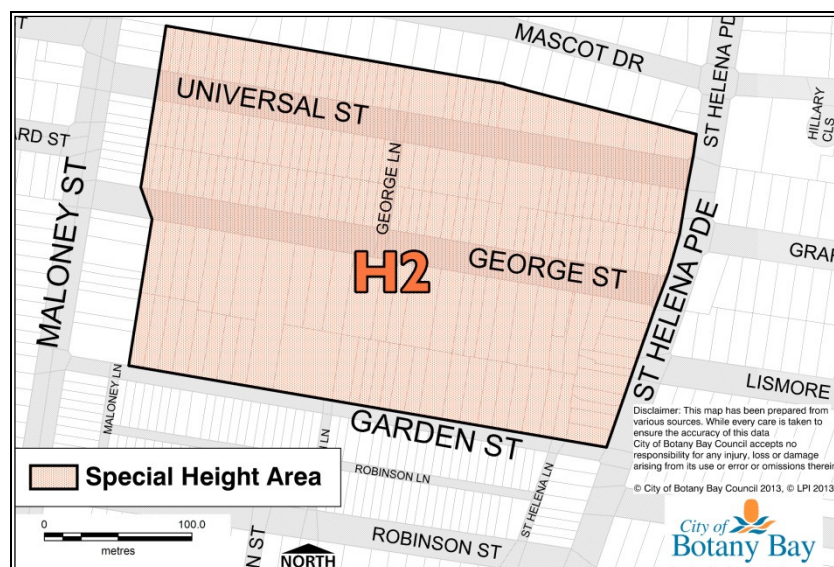 MASCOT DR
ST HELENA PDE
HILLARY
CLS
UNIVERSAL ST
ARD ST
GEORGE LN
MALONEY ST
GEORGE ST
H2
GRAF
ST HELENA PDE
LISMORE
MALONEY LN
GARDEN ST
LN
ROBINSON LN
ST HELENA LN
ROBINSON ST
N ST
Disclaimer: This map has been prepared from
various sources. While every care is taken to
ensure the accuracy of this data
City of Botany Bay Council accepts no
responsibility for any injury, loss or damage
arising from its use or error or omissions therein
© City of Botany Bay Council 2013, © LPI 2013
Special Height Area
0 100.0
metres
NORTH
City of
Botany Bay